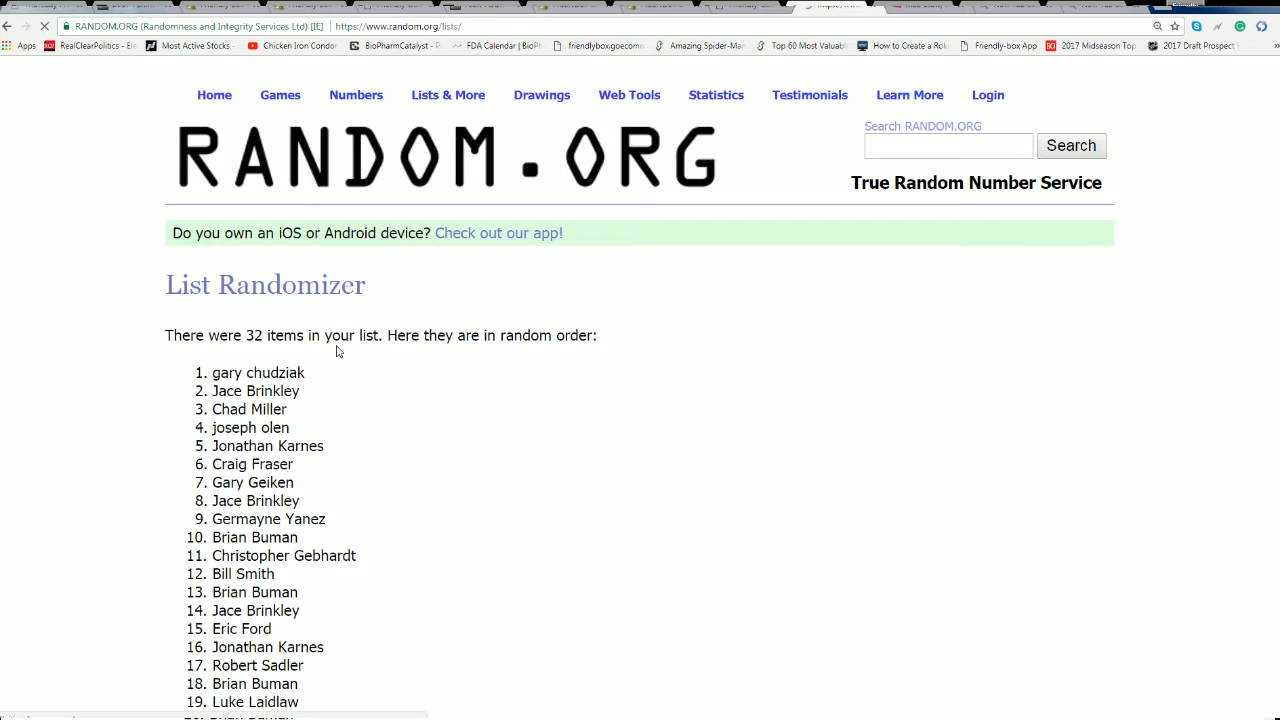 RANDOM.ORG (Randomness and Integrity Services Ltd) [IE] https://www.random.org/lists/
Apps RealClearPolitics - Ele Most Active Stocks - Chicken Iron Condor BioPharmCatalyst - FDA Calendar | BioPh friendlybox.goecomm Amazing Spider-Man Top 60 Most Valuabl How to Create a Rok Friendly-box App 2017 Midseason Top 2017 Draft Prospect
Home Games Numbers Lists & More Drawings Web Tools Statistics Testimonials Learn More Login
RANDOM.ORG
Search RANDOM.ORG
Search
True Random Number Service
Do you own an iOS or Android device? Check out our app!
List Randomizer
There were 32 items in your list. Here they are in random order:
1. gary chudziak
2. Jace Brinkley
3. Chad Miller
4. joseph olen
5. Jonathan Karnes
6. Craig Fraser
7. Gary Geiken
8. Jace Brinkley
9. Germayne Yanez
10. Brian Buman
11. Christopher Gebhardt
12. Bill Smith
13. Brian Buman
14. Jace Brinkley
15. Eric Ford
16. Jonathan Karnes
17. Robert Sadler
18. Brian Buman
19. Luke Laidlaw